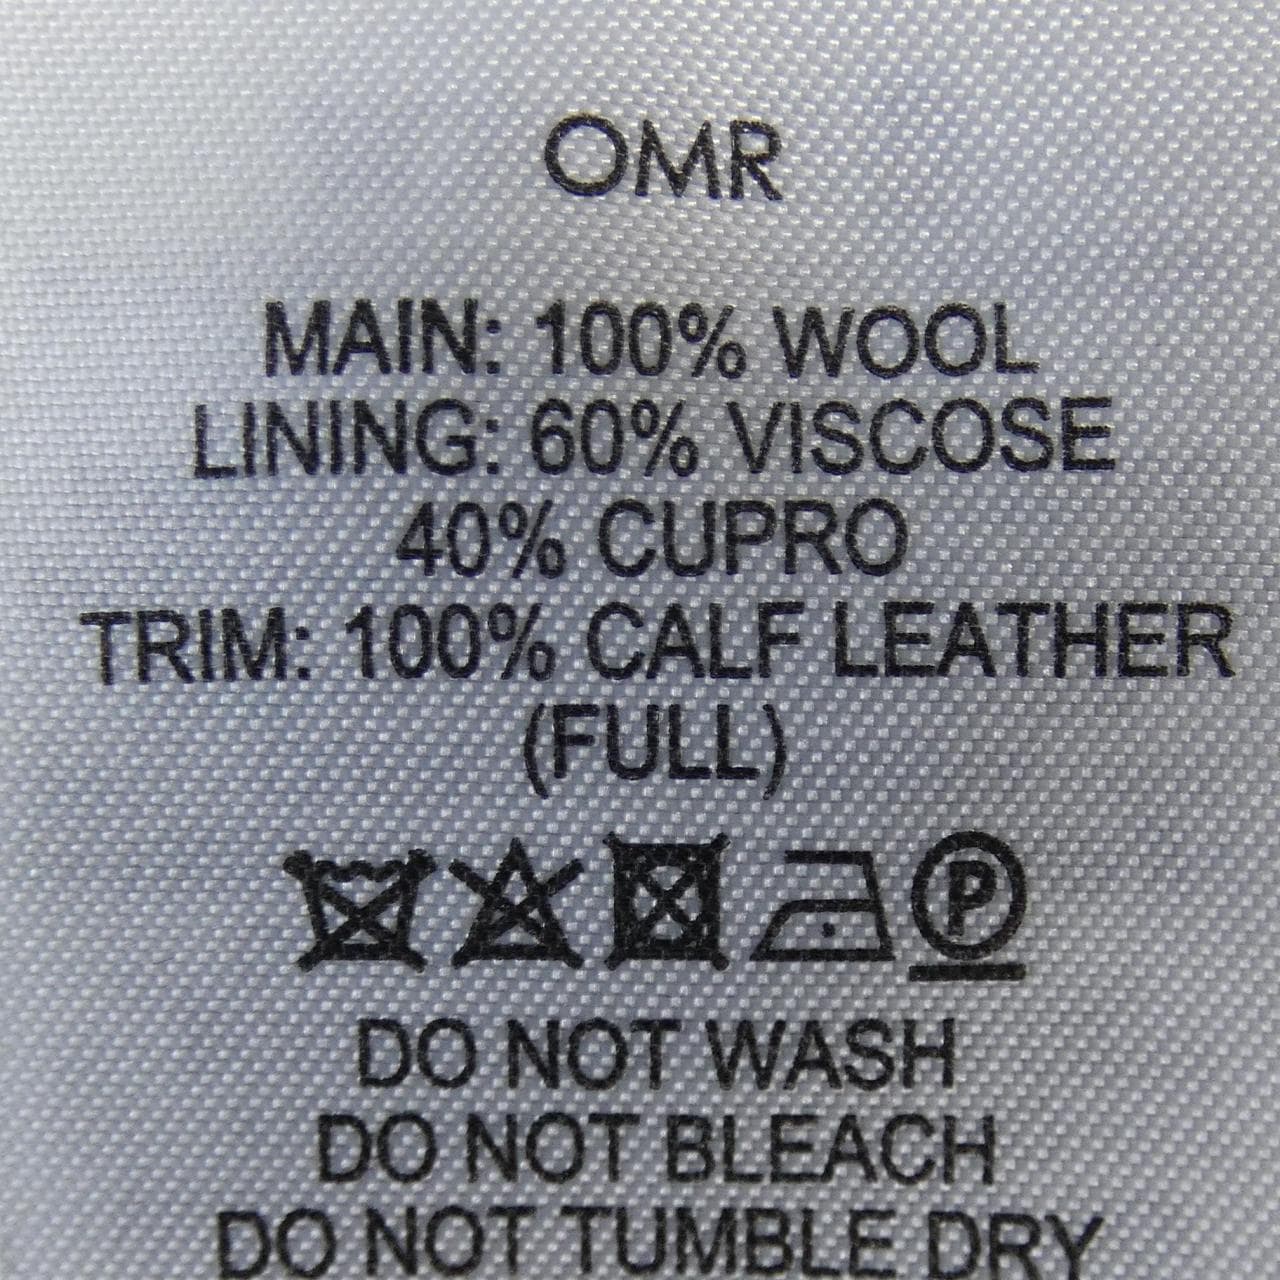 OMR
MAIN: 100% WOOL
LINING: 60% VISCOSE
40% CUPRO
TRIM: 100% CALF LEATHER
(FULL)
P
DO NOT WASH
DO NOT BLEACH
DO NOT TUMBLE DRY